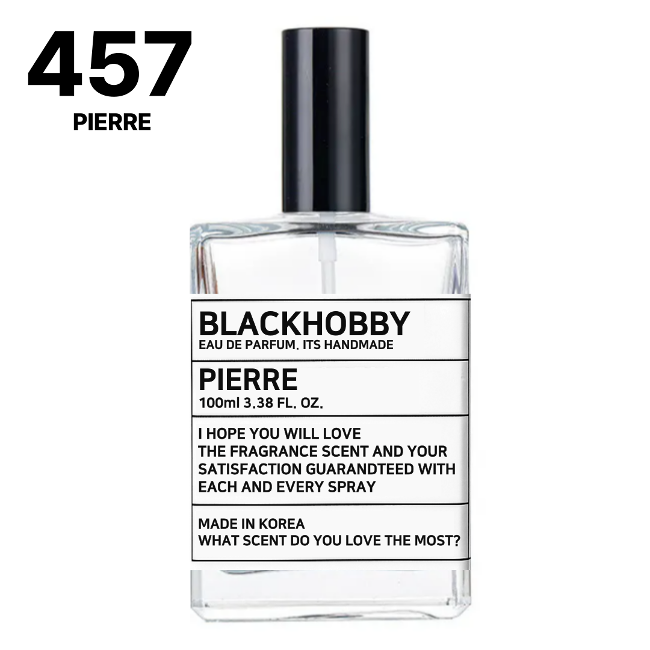 457
PIERRE
BLACKHOBBY
EAU DE PARFUM, ITS HANDMADE
PIERRE
100ml 3.38 FL. OZ.
I HOPE YOU WILL LOVE
THE FRAGRANCE SCENT AND YOUR
SATISFACTION GUARANDTEED WITH
EACH AND EVERY SPRAY
MADE IN KOREA
WHAT SCENT DO YOU LOVE THE MOST?